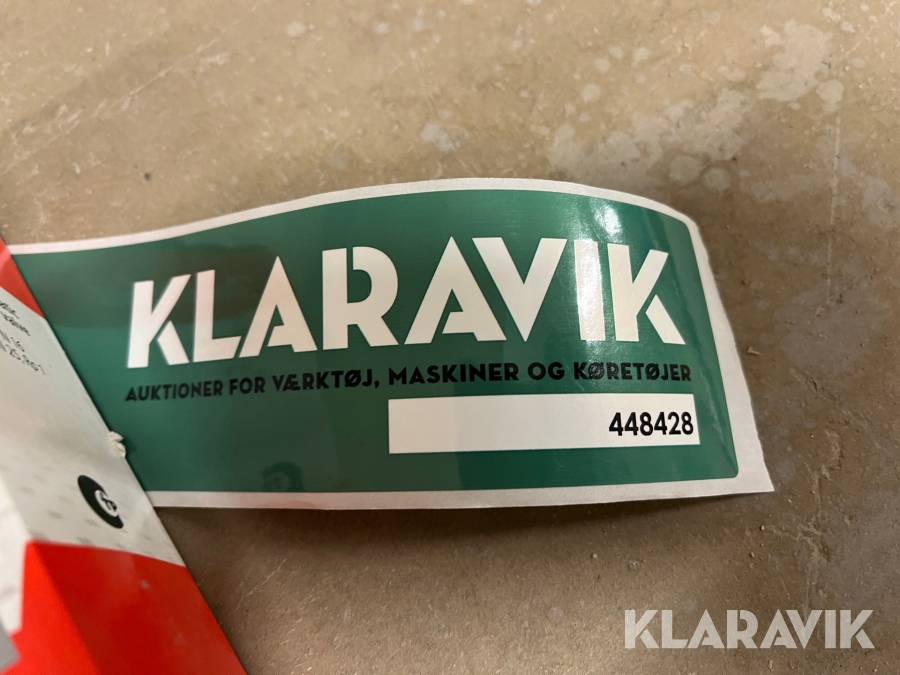 KLARAVIK
AUKTIONER FOR VÆRKTØJ, MASKINER OG KØRETØJER
448428
KLARAVIK